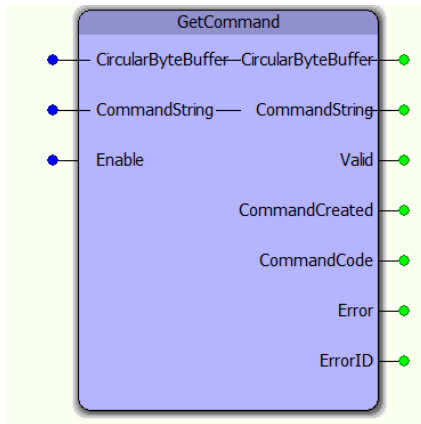 GetCommand
CircularByteBuffer CircularByteBuffer
CommandString CommandString
Enable Valid
CommandCreated
CommandCode
Error
ErrorID